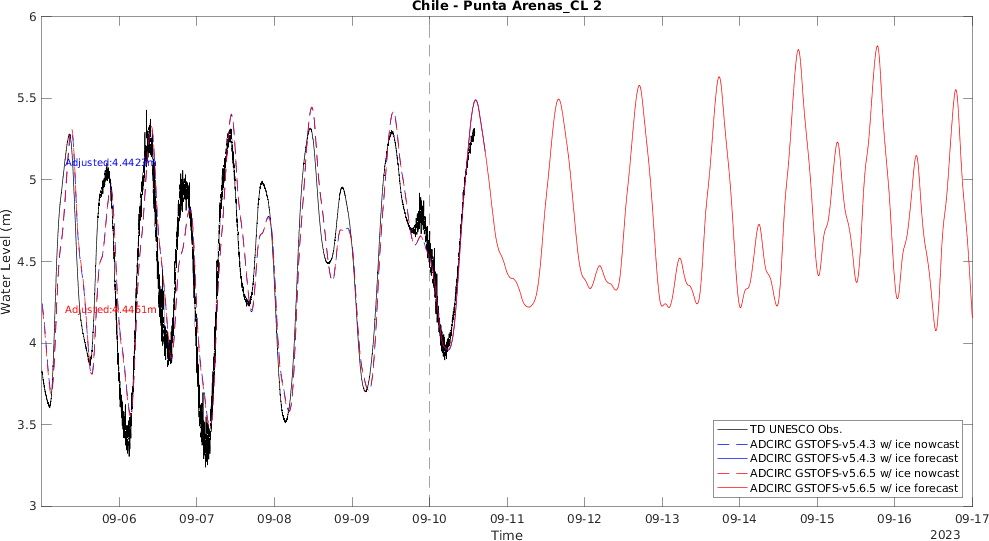 Chile - Punta Arenas_CL 2
6
5.5
5
4.5
4
3.5
3
Water Level (m)
Adjusted:4.4423m
Adjusted:4.4461m
TD UNESCO Obs.
ADCIRC GSTOFS-v5.4.3 w/ ice nowcast
ADCIRC GSTOFS-v5.4.3 w/ ice forecast
ADCIRC GSTOFS-v5.6.5 w/ ice nowcast
ADCIRC GSTOFS-v5.6.5 w/ ice forecast
09-06 09-07 09-08 09-09 09-10 09-11 09-12 09-13 09-14 09-15 09-16 09-17
Time
2023